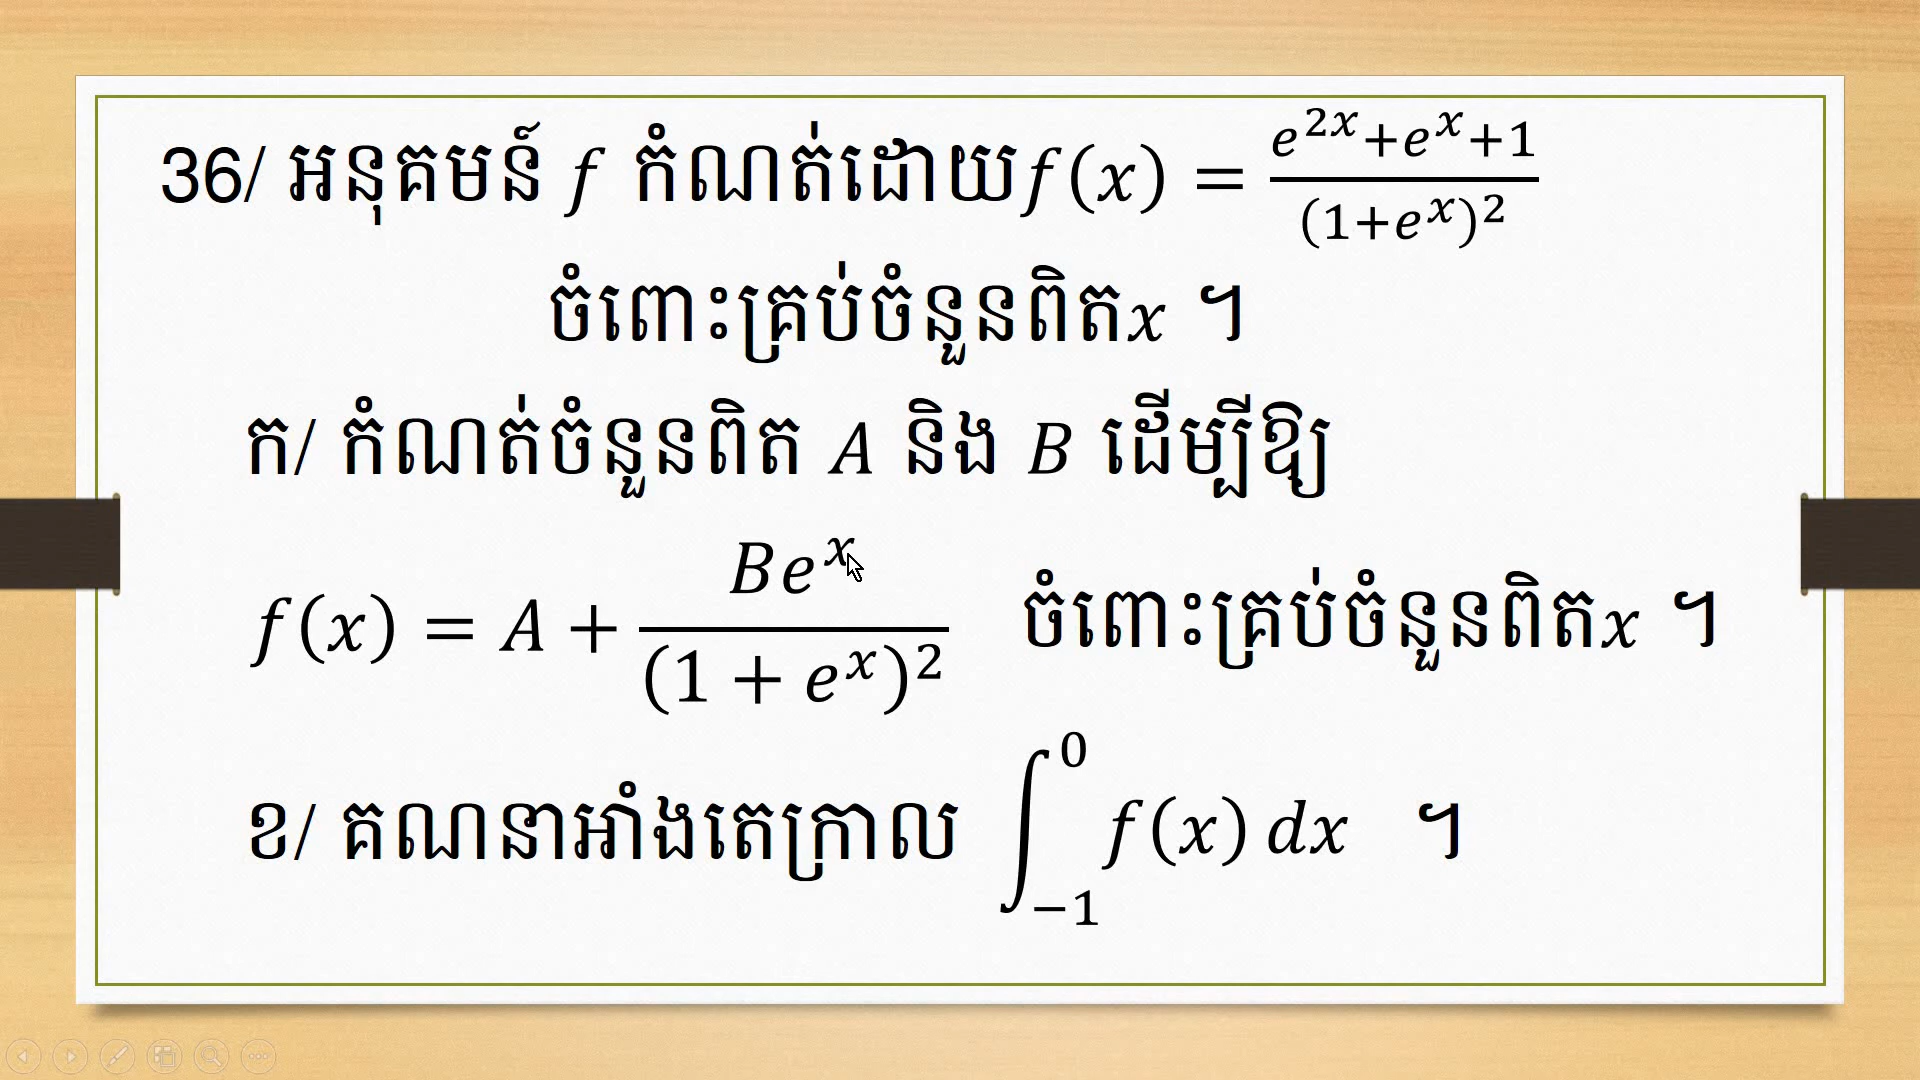 36/ អនុគមន៍ f កំណត់ដោយ f(x) = \frac{e^{2x}+e^x+1}{(1+e^x)^2}
ចំពោះគ្រប់ចំនួនពិត x ។
ក/ កំណត់ចំនួនពិត A និង B ដើម្បីឱ្យ
f(x) = A + \frac{Be^x}{(1+e^x)^2} ចំពោះគ្រប់ចំនួនពិត x ។
ខ/ គណនាអាំងតេក្រាល \int_{-1}^{0} f(x) dx ។